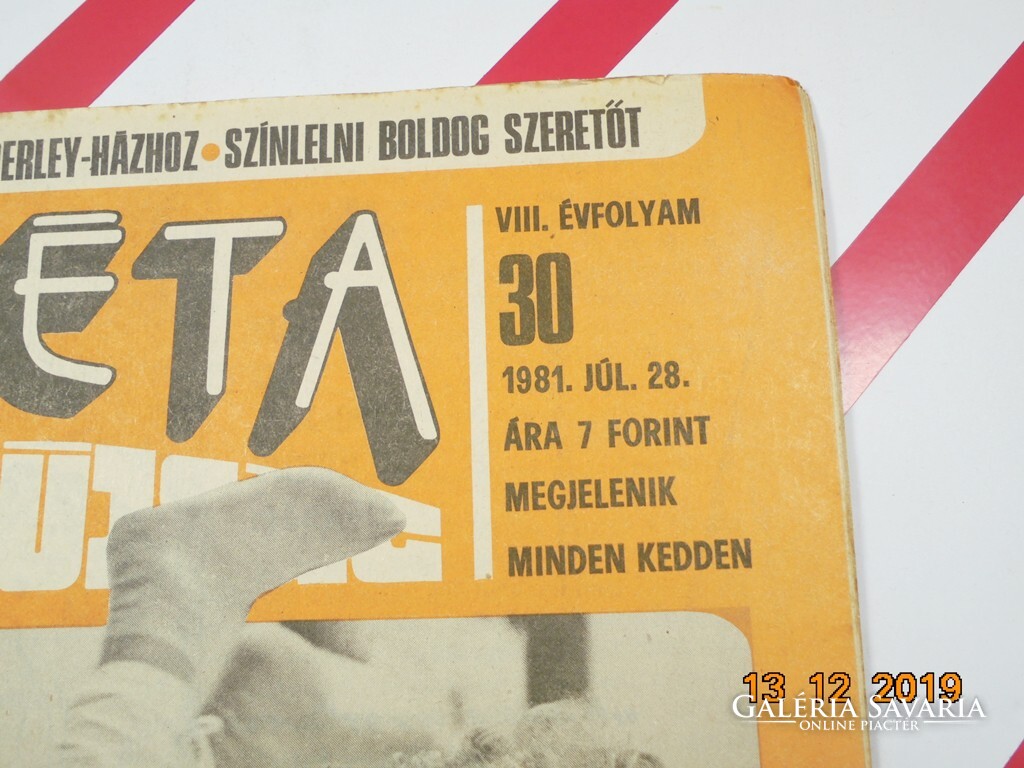 ERLEY-HÁZHOZ • SZÍNLELNI BOLDOG SZERETŐT
ÉTA
VIII. ÉVFOLYAM
30
1981. JÚL. 28.
ÁRA 7 FORINT
MEGJELENIK
MINDEN KEDDEN
13 12 2019
GALÉRIA SAVARIA
ONLINE PIACTÉR